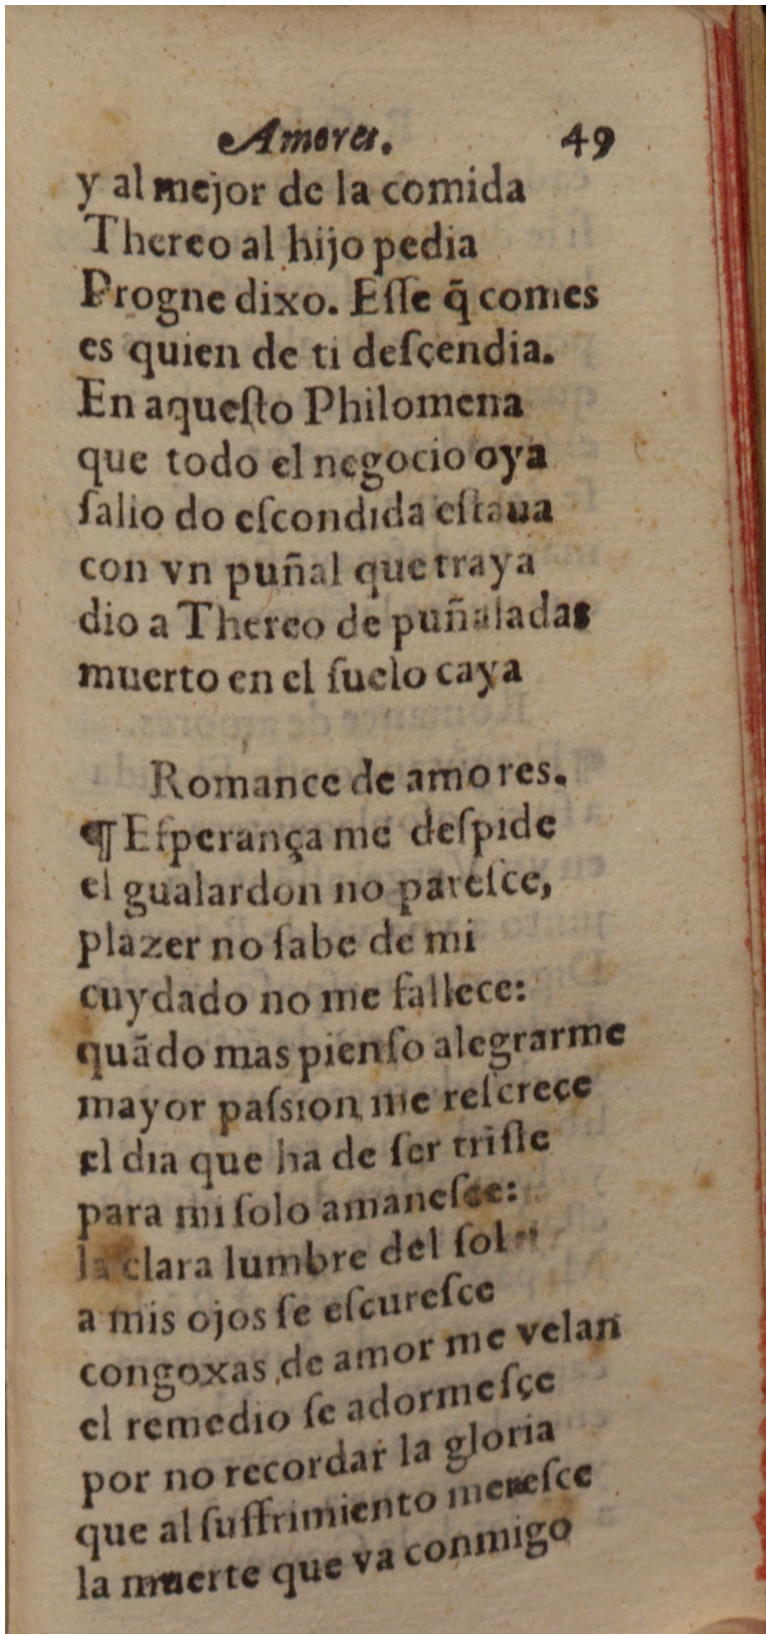 Amores. 49
y al mejor de la comida
Thereo al hijo pedia
Progne dixo. Eſſe q̃ comes
es quien de ti deſçendia.
En aqueſto Philomena
que todo el negocio oya
ſalio do eſcondida eſtaua
con vn puñal que traya
dio a Thereo de puñaladas
muerto en el ſuelo caya
Romance de amores.
¶ Eſperança me deſpide
el gualardon no pareſce,
plazer no ſabe de mi
cuydado no me fallece:
quãdo mas pienſo alegrarme
mayor paſsion me reſcreçe
el dia que ha de ſer triſte
para mi ſolo amaneſce:
la clara lumbre del ſol
a mis ojos ſe eſcureſce
congoxas de amor me velan
el remedio ſe adormeſçe
por no recordar la gloria
que al ſuffrimiento mereſce
la muerte que va conmigo